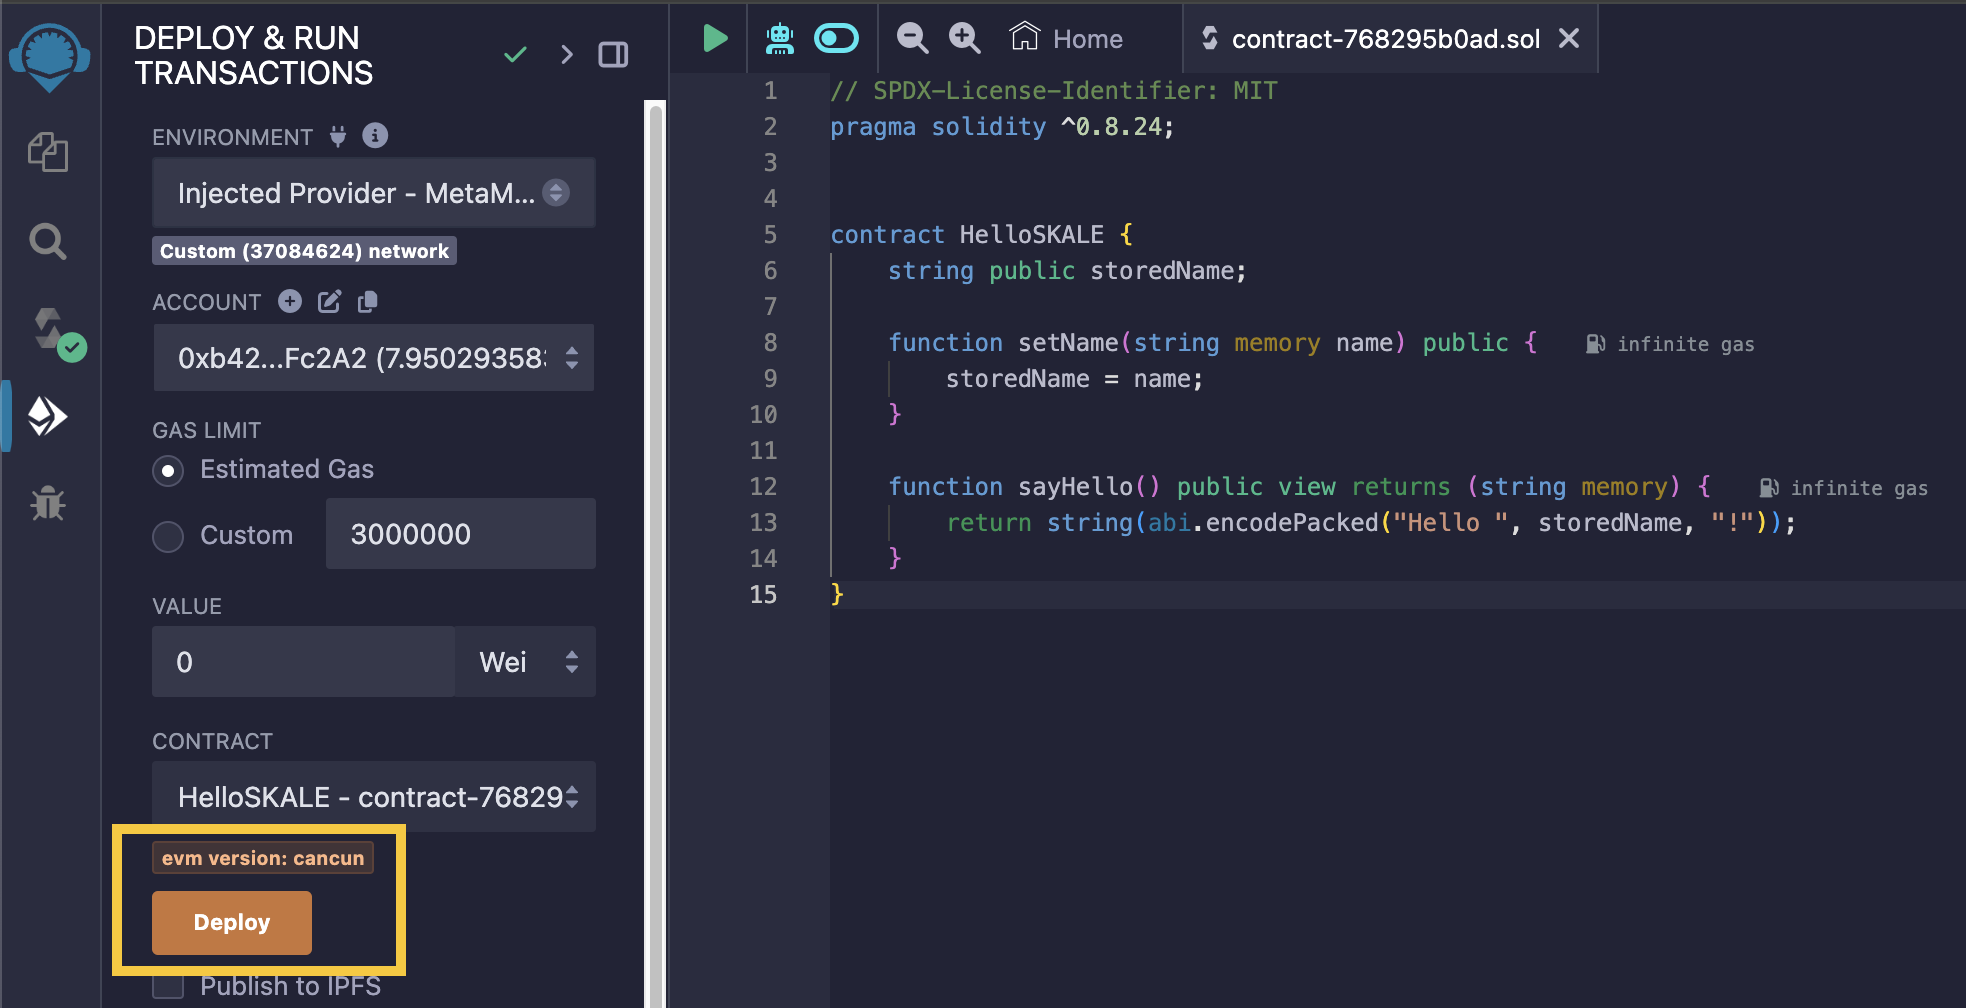 DEPLOY & RUN
TRANSACTIONS
ENVIRONMENT
Injected Provider - MetaM...
Custom (37084624) network
ACCOUNT
0xb42...Fc2A2 (7.950293583
GAS LIMIT
Estimated Gas
Custom
3000000
VALUE
0
Wei
CONTRACT
HelloSKALE - contract-76829
evm version: cancun
Deploy
Publish to IPFS
Home
contract-768295b0ad.sol
1 // SPDX-License-Identifier: MIT
2 pragma solidity ^0.8.24;
3
4
5 contract HelloSKALE {
6 string public storedName;
7
8 function setName(string memory name) public { infinite gas
9 storedName = name;
10 }
11
12 function sayHello() public view returns (string memory) { infinite gas
13 return string(abi.encodePacked("Hello ", storedName, "!"));
14 }
15 }